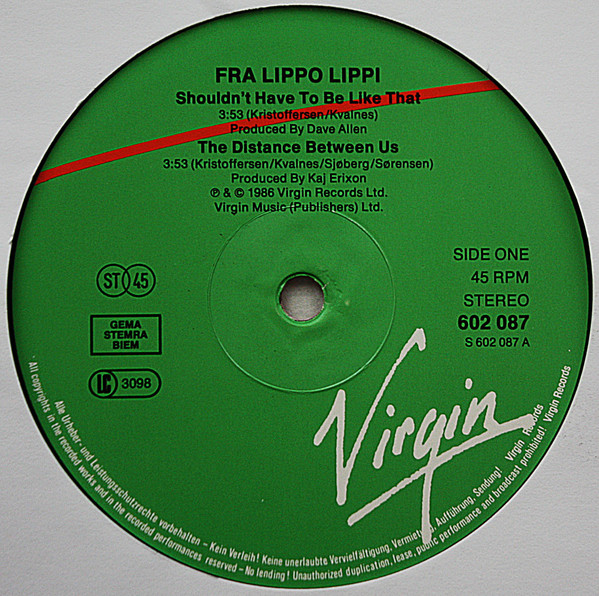 FRA LIPPO LIPPI
Shouldn't Have To Be Like That
3:53 (Kristoffersen/Kvalnes)
Produced By Dave Allen
The Distance Between Us
3:53 (Kristoffersen/Kvalnes/Sjøberg/Sørensen)
Produced By Kaj Erixon
℗ & © 1986 Virgin Records Ltd.
Virgin Music (Publishers) Ltd.
SIDE ONE
45 RPM
STEREO
602 087
S 602 087 A
ST 45
GEMA
STEMRA
BIEM
LC 3098
Virgin
Alle Urheber- und Leistungsschutzrechte vorbehalten – Kein Verleih! Keine unerlaubte Vervielfältigung, Vermietung, Aufführung, Sendung! Virgin Records
All copyrights in the recorded works and in the recorded performances reserved – No lending! Unauthorized duplication, lease, public performance and broadcast prohibited! Virgin Records